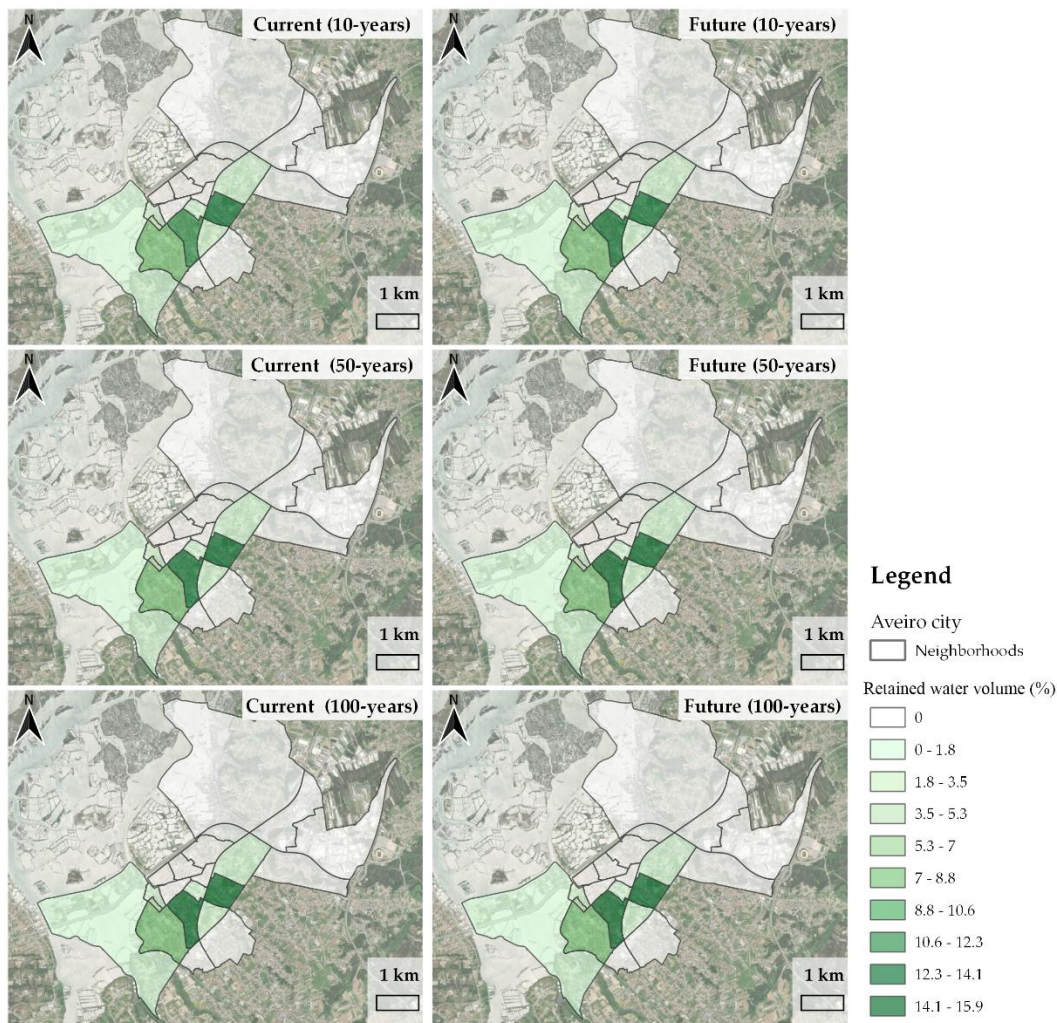 N
Current (10-years)
1 km
N
Future (10-years)
1 km
N
Current (50-years)
1 km
N
Future (50-years)
1 km
N
Current (100-years)
1 km
N
Future (100-years)
1 km
Legend
Aveiro city
Neighborhoods
Retained water volume (%)
0
0 - 1.8
1.8 - 3.5
3.5 - 5.3
5.3 - 7
7 - 8.8
8.8 - 10.6
10.6 - 12.3
12.3 - 14.1
14.1 - 15.9